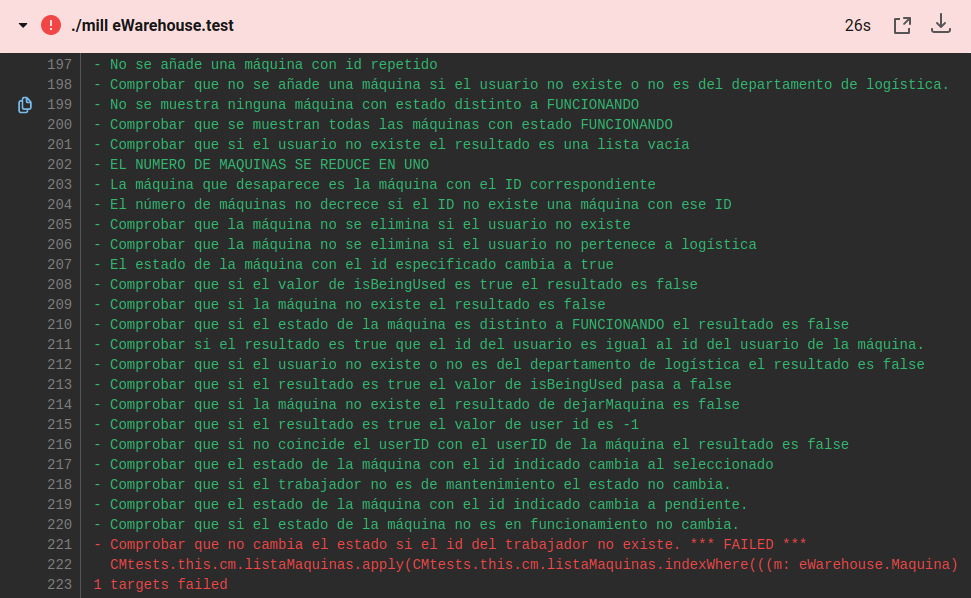 ./mill eWarehouse.test 26s
197 - No se añade una máquina con id repetido
198 - Comprobar que no se añade una máquina si el usuario no existe o no es del departamento de logística.
199 - No se muestra ninguna máquina con estado distinto a FUNCIONANDO
200 - Comprobar que se muestran todas las máquinas con estado FUNCIONANDO
201 - Comprobar que si el usuario no existe el resultado es una lista vacía
202 - EL NUMERO DE MAQUINAS SE REDUCE EN UNO
203 - La máquina que desaparece es la máquina con el ID correspondiente
204 - El número de máquinas no decrece si el ID no existe una máquina con ese ID
205 - Comprobar que la máquina no se elimina si el usuario no existe
206 - Comprobar que la máquina no se elimina si el usuario no pertenece a logística
207 - El estado de la máquina con el id especificado cambia a true
208 - Comprobar que si el valor de isBeingUsed es true el resultado es false
209 - Comprobar que si la máquina no existe el resultado es false
210 - Comprobar que si el estado de la máquina es distinto a FUNCIONANDO el resultado es false
211 - Comprobar si el resultado es true que el id del usuario es igual al id del usuario de la máquina.
212 - Comprobar que si el usuario no existe o no es del departamento de logística el resultado es false
213 - Comprobar que si el resultado es true el valor de isBeingUsed pasa a false
214 - Comprobar que si la máquina no existe el resultado de dejarMaquina es false
215 - Comprobar que si el resultado es true el valor de user id es -1
216 - Comprobar que si no coincide el userID con el userID de la máquina el resultado es false
217 - Comprobar que el estado de la máquina con el id indicado cambia al seleccionado
218 - Comprobar que si el trabajador no es de mantenimiento el estado no cambia.
219 - Comprobar que el estado de la máquina con el id indicado cambia a pendiente.
220 - Comprobar que si el estado de la máquina no es en funcionamiento no cambia.
221 - Comprobar que no cambia el estado si el id del trabajador no existe. *** FAILED ***
222 CMtests.this.cm.listaMaquinas.apply(CMtests.this.cm.listaMaquinas.indexWhere(((m: eWarehouse.Maquina)
223 1 targets failed